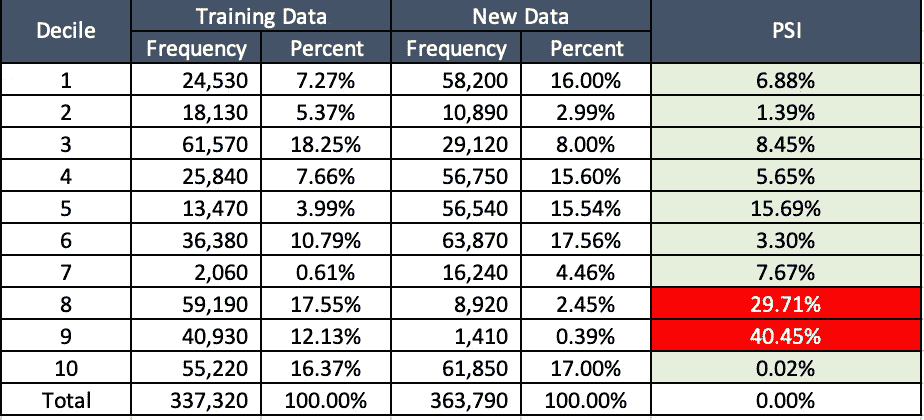 Decile Training Data New Data PSI
Frequency Percent Frequency Percent
1 24,530 7.27% 58,200 16.00% 6.88%
2 18,130 5.37% 10,890 2.99% 1.39%
3 61,570 18.25% 29,120 8.00% 8.45%
4 25,840 7.66% 56,750 15.60% 5.65%
5 13,470 3.99% 56,540 15.54% 15.69%
6 36,380 10.79% 63,870 17.56% 3.30%
7 2,060 0.61% 16,240 4.46% 7.67%
8 59,190 17.55% 8,920 2.45% 29.71%
9 40,930 12.13% 1,410 0.39% 40.45%
10 55,220 16.37% 61,850 17.00% 0.02%
Total 337,320 100.00% 363,790 100.00% 0.00%